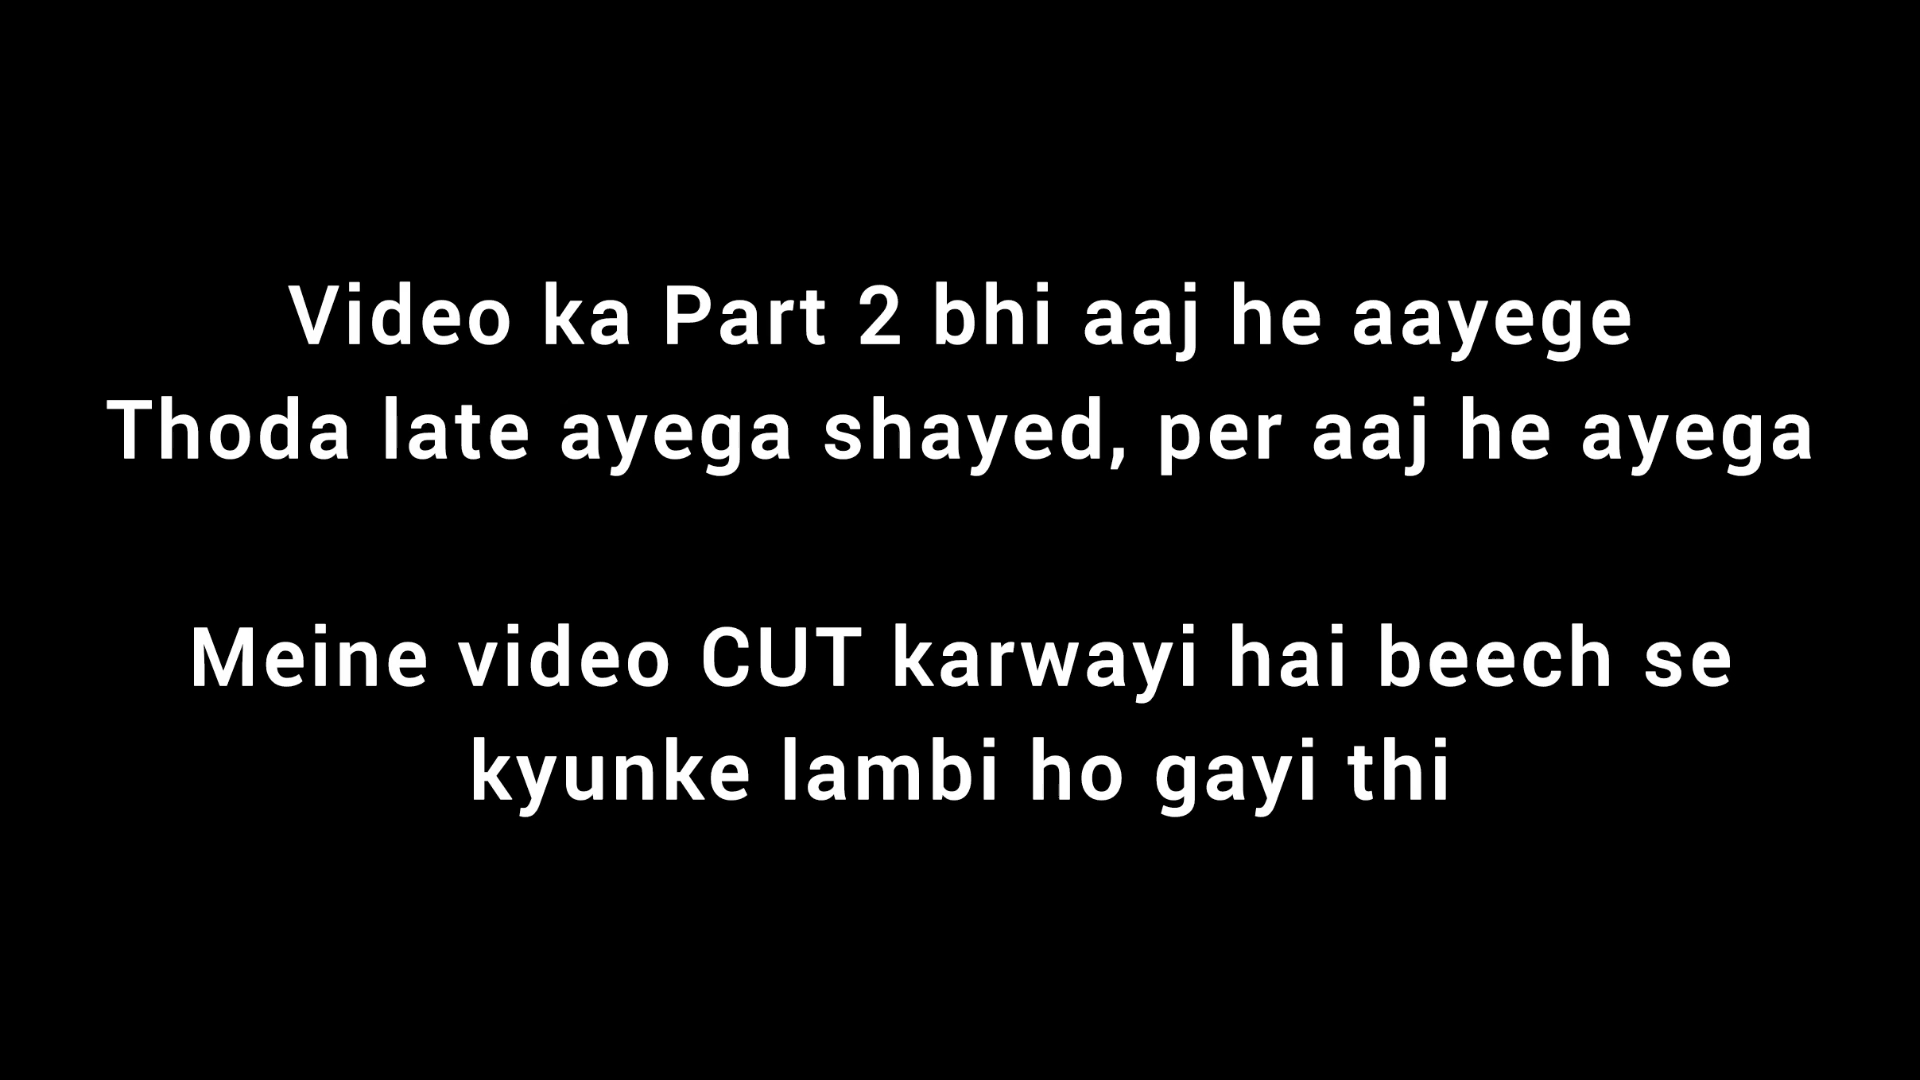 Video ka Part 2 bhi aaj he aayege
Thoda late ayega shayed, per aaj he ayega
Meine video CUT karwayi hai beech se
kyunke lambi ho gayi thi